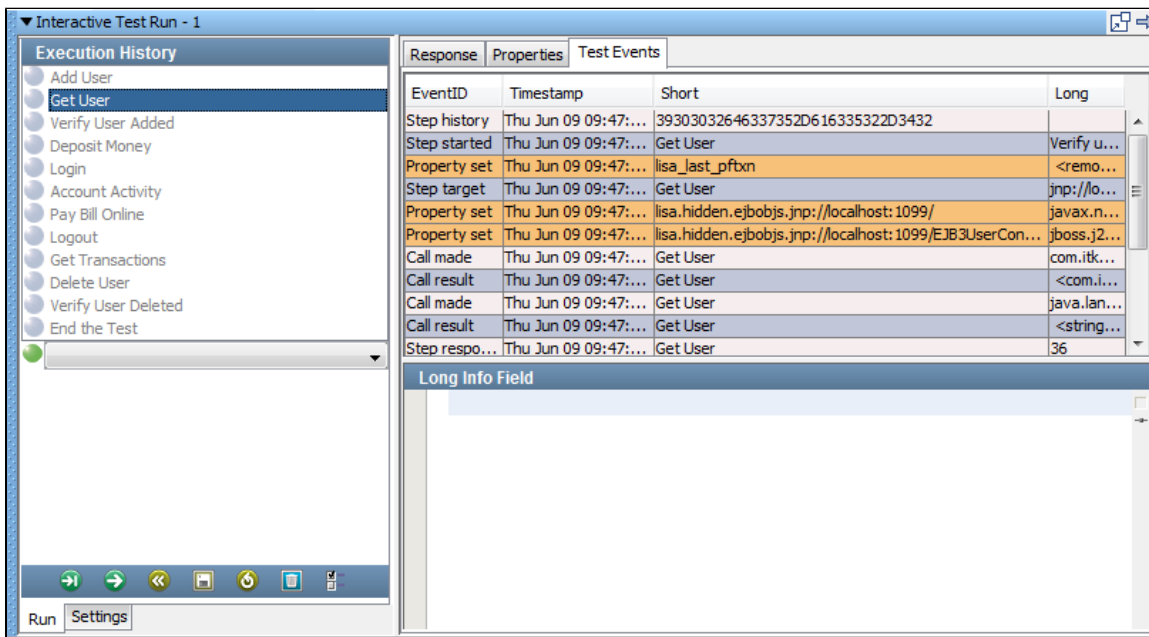 Interactive Test Run - 1
Execution History
Add User
Get User
Verify User Added
Deposit Money
Login
Account Activity
Pay Bill Online
Logout
Get Transactions
Delete User
Verify User Deleted
End the Test
Run Settings
Response Properties Test Events
EventID Timestamp Short Long
Step history Thu Jun 09 09:47:... 39303032646337352D616335322D3432
Step started Thu Jun 09 09:47:... Get User Verify u...
Property set Thu Jun 09 09:47:... lisa_last_pftxn <remo...
Step target Thu Jun 09 09:47:... Get User jnp://lo...
Property set Thu Jun 09 09:47:... lisa.hidden.ejbobjs.jnp://localhost:1099/ javax.n...
Property set Thu Jun 09 09:47:... lisa.hidden.ejbobjs.jnp://localhost:1099/EJB3UserCon... jboss.j2...
Call made Thu Jun 09 09:47:... Get User com.itk...
Call result Thu Jun 09 09:47:... Get User <com.i...
Call made Thu Jun 09 09:47:... Get User java.lan...
Call result Thu Jun 09 09:47:... Get User <string...
Step respo... Thu Jun 09 09:47:... Get User 36
Long Info Field